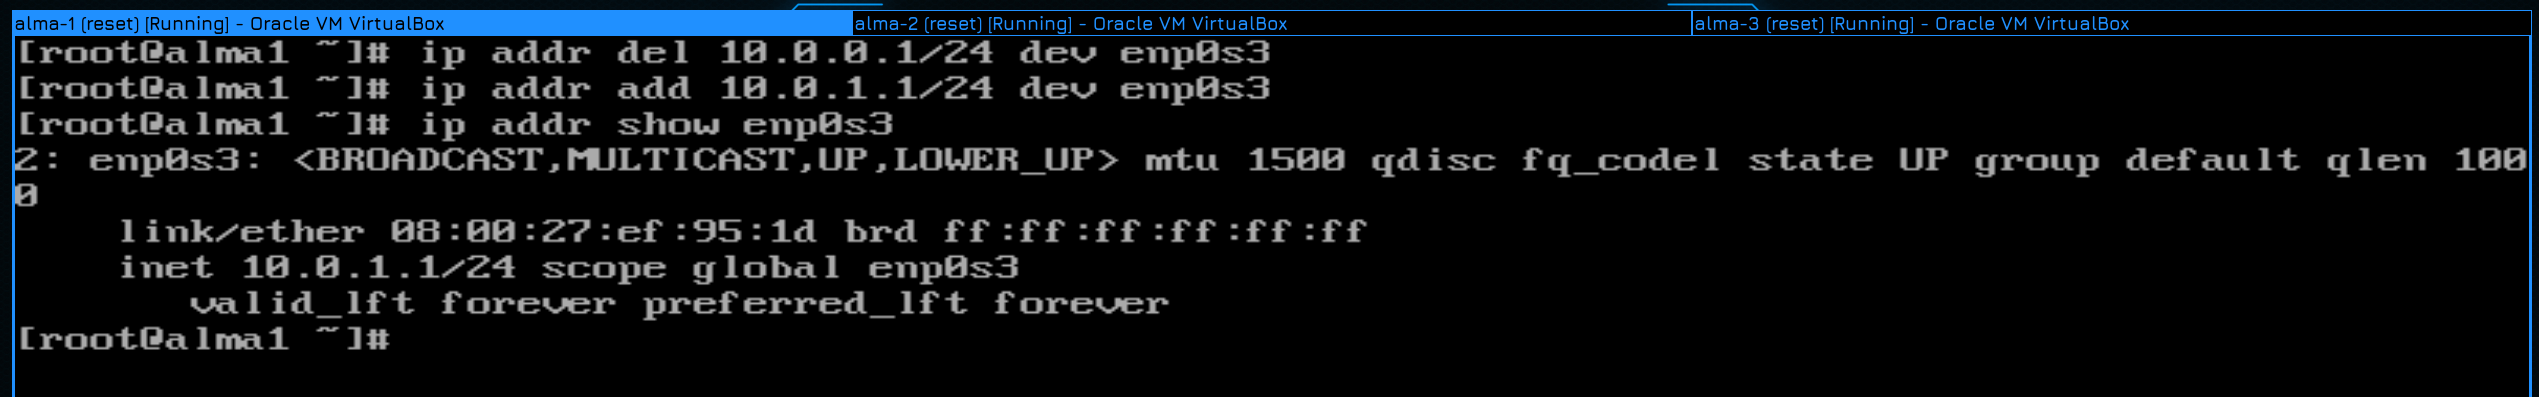 alma-1 (reset) [Running] - Oracle VM VirtualBox
alma-2 (reset) [Running] - Oracle VM VirtualBox
alma-3 (reset) [Running] - Oracle VM VirtualBox
[root@alma1 ~]# ip addr del 10.0.0.1/24 dev enp0s3
[root@alma1 ~]# ip addr add 10.0.1.1/24 dev enp0s3
[root@alma1 ~]# ip addr show enp0s3
2: enp0s3: <BROADCAST,MULTICAST,UP,LOWER_UP> mtu 1500 qdisc fq_codel state UP group default qlen 100
0
    link/ether 08:00:27:ef:95:1d brd ff:ff:ff:ff:ff:ff
    inet 10.0.1.1/24 scope global enp0s3
       valid_lft forever preferred_lft forever
[root@alma1 ~]#